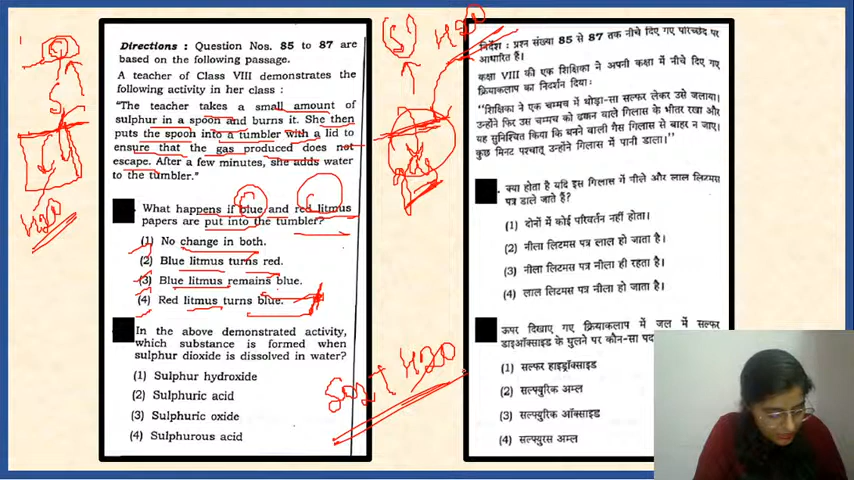 Directions : Question Nos. 85 to 87 are
based on the following passage.
A teacher of Class VIII demonstrates the
following activity in her class :
"The teacher takes a small amount of
sulphur in a spoon and burns it. She then
puts the spoon into a tumbler with a lid to
ensure that the gas produced does not
escape. After a few minutes, she adds water
to the tumbler."
What happens if blue and red litmus
papers are put into the tumbler?
(1) No change in both.
(2) Blue litmus turns red.
(3) Blue litmus remains blue.
(4) Red litmus turns blue.
In the above demonstrated activity,
which substance is formed when
sulphur dioxide is dissolved in water?
(1) Sulphur hydroxide
(2) Sulphuric acid
(3) Sulphuric oxide
(4) Sulphurous acid
H2O
SO2 + H2O
(S) H2O
निर्देश : प्रश्न संख्या 85 से 87 तक नीचे दिए गए परिच्छेद पर
आधारित हैं।
कक्षा VIII की एक शिक्षिका ने अपनी कक्षा में नीचे दिए गए
क्रियाकलाप का निदर्शन दिया:
"शिक्षिका ने एक चम्मच में थोड़ा-सा सल्फर लेकर उसे जलाया।
उन्होंने फिर उस चम्मच को ढक्कन वाले गिलास के भीतर रखा और
यह सुनिश्चित किया कि बनने वाली गैस गिलास से बाहर न जाए।
कुछ मिनट पश्चात् उन्होंने गिलास में पानी डाला।"
क्या होता है यदि इस गिलास में नीले और लाल लिटमस
पत्र डाले जाते हैं?
(1) दोनों में कोई परिवर्तन नहीं होता।
(2) नीला लिटमस पत्र लाल हो जाता है।
(3) नीला लिटमस पत्र नीला ही रहता है।
(4) लाल लिटमस पत्र नीला हो जाता है।
ऊपर दिखाए गए क्रियाकलाप में जल में सल्फर
डाइऑक्साइड के घुलने पर कौन-सा
(1) सल्फर हाइड्रॉक्साइड
(2) सल्फ्युरिक अम्ल
(3) सल्फ्युरिक ऑक्साइड
(4) सल्फ्युरस अम्ल